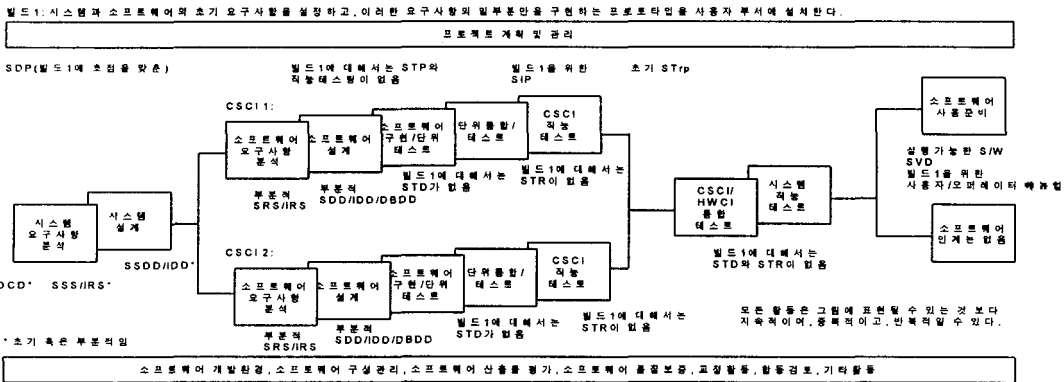 빌드1: 시스템과 소프트웨어의 초기 요구사항을 설정하고, 이러한 요구사항의 일부분만을 구현하는 프로토타입을 사용자 부서에 설치한다.
프로젝트 계획 및 관리
SDP(빌드1에 초점을 맞춘)
빌드1에 대해서는 STP와
직능테스팅이 없음
빌드1을 위한
SIP
초기 STrp
CSCI 1:
소프트웨어
요구사항
분석
소프트웨어
설계
소프트웨어
구현/단위
테스트
단위통합/
테스트
CSCI
직능
테스트
부분적
SRS/IRS
부분적
SDD/IDD/DBDD
빌드1에 대해서는
STD가 없음
빌드1에 대해서는
STR이 없음
시스템
요구사항
분석
시스템
설계
SSDD/IDD*
OCD* SSS/IRS*
CSCI 2:
소프트웨어
요구사항
분석
소프트웨어
설계
소프트웨어
구현/단위
테스트
단위통합/
테스트
CSCI
직능
테스트
부분적
SRS/IRS
부분적
SDD/IDD/DBDD
빌드1에 대해서는
STD가 없음
빌드1에 대해서는
STR이 없음
CSCI/
HWCI
통합
테스트
시스템
직능
테스트
빌드1에 대해서는
STD와 STR이 없음
소프트웨어
사용준비
실행가능한 S/W
SVD
빌드1을 위한
사용자/오퍼레이터
소프트웨어
인계는 없음
모든 활동은 그림에 표현될 수 있는 것 보다
지속적이며, 중복적이고, 반복적일 수 있다.
* 초기 혹은 부분적임
소프트웨어 개발환경, 소프트웨어 구성관리, 소프트웨어 산출물 평가, 소프트웨어 품질보증, 교정활동, 합동검토, 기타활동